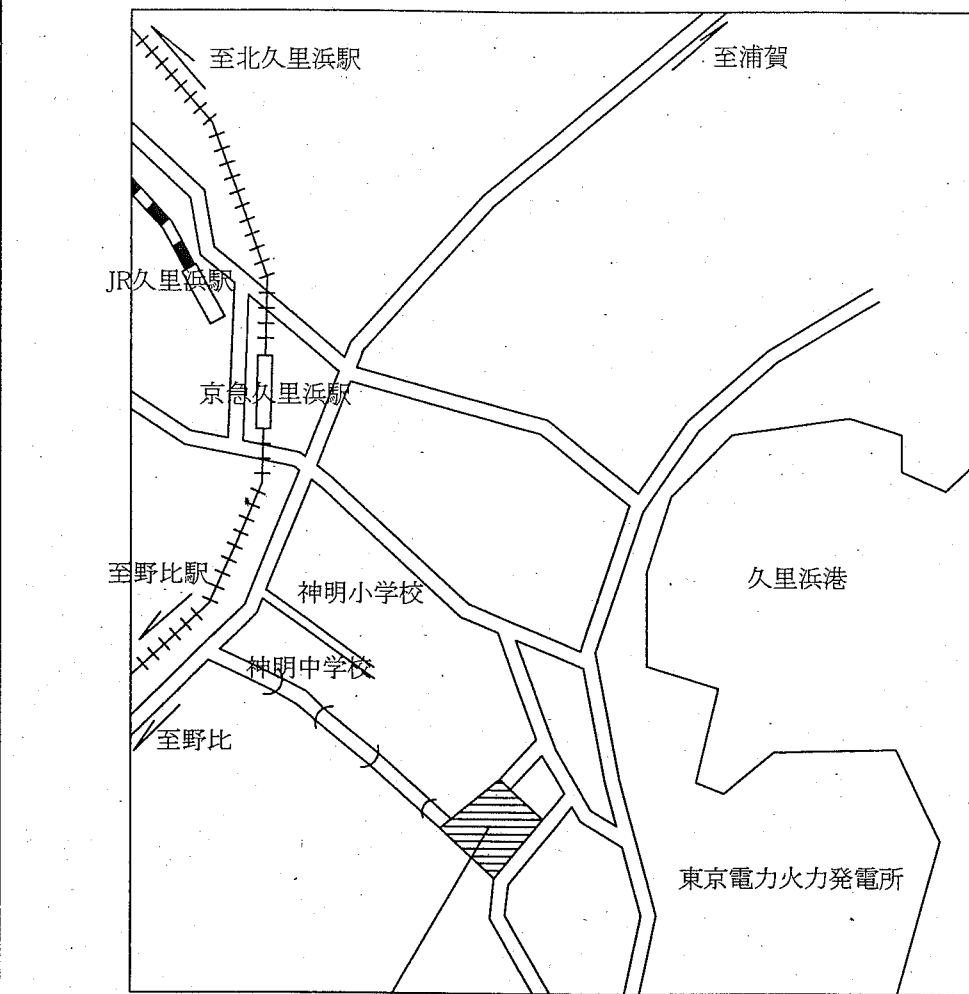 至北久里浜駅
至浦賀
JR久里浜駅
京急久里浜駅
至野比駅
神明小学校
久里浜港
神明中学校
至野比
東京電力火力発電所